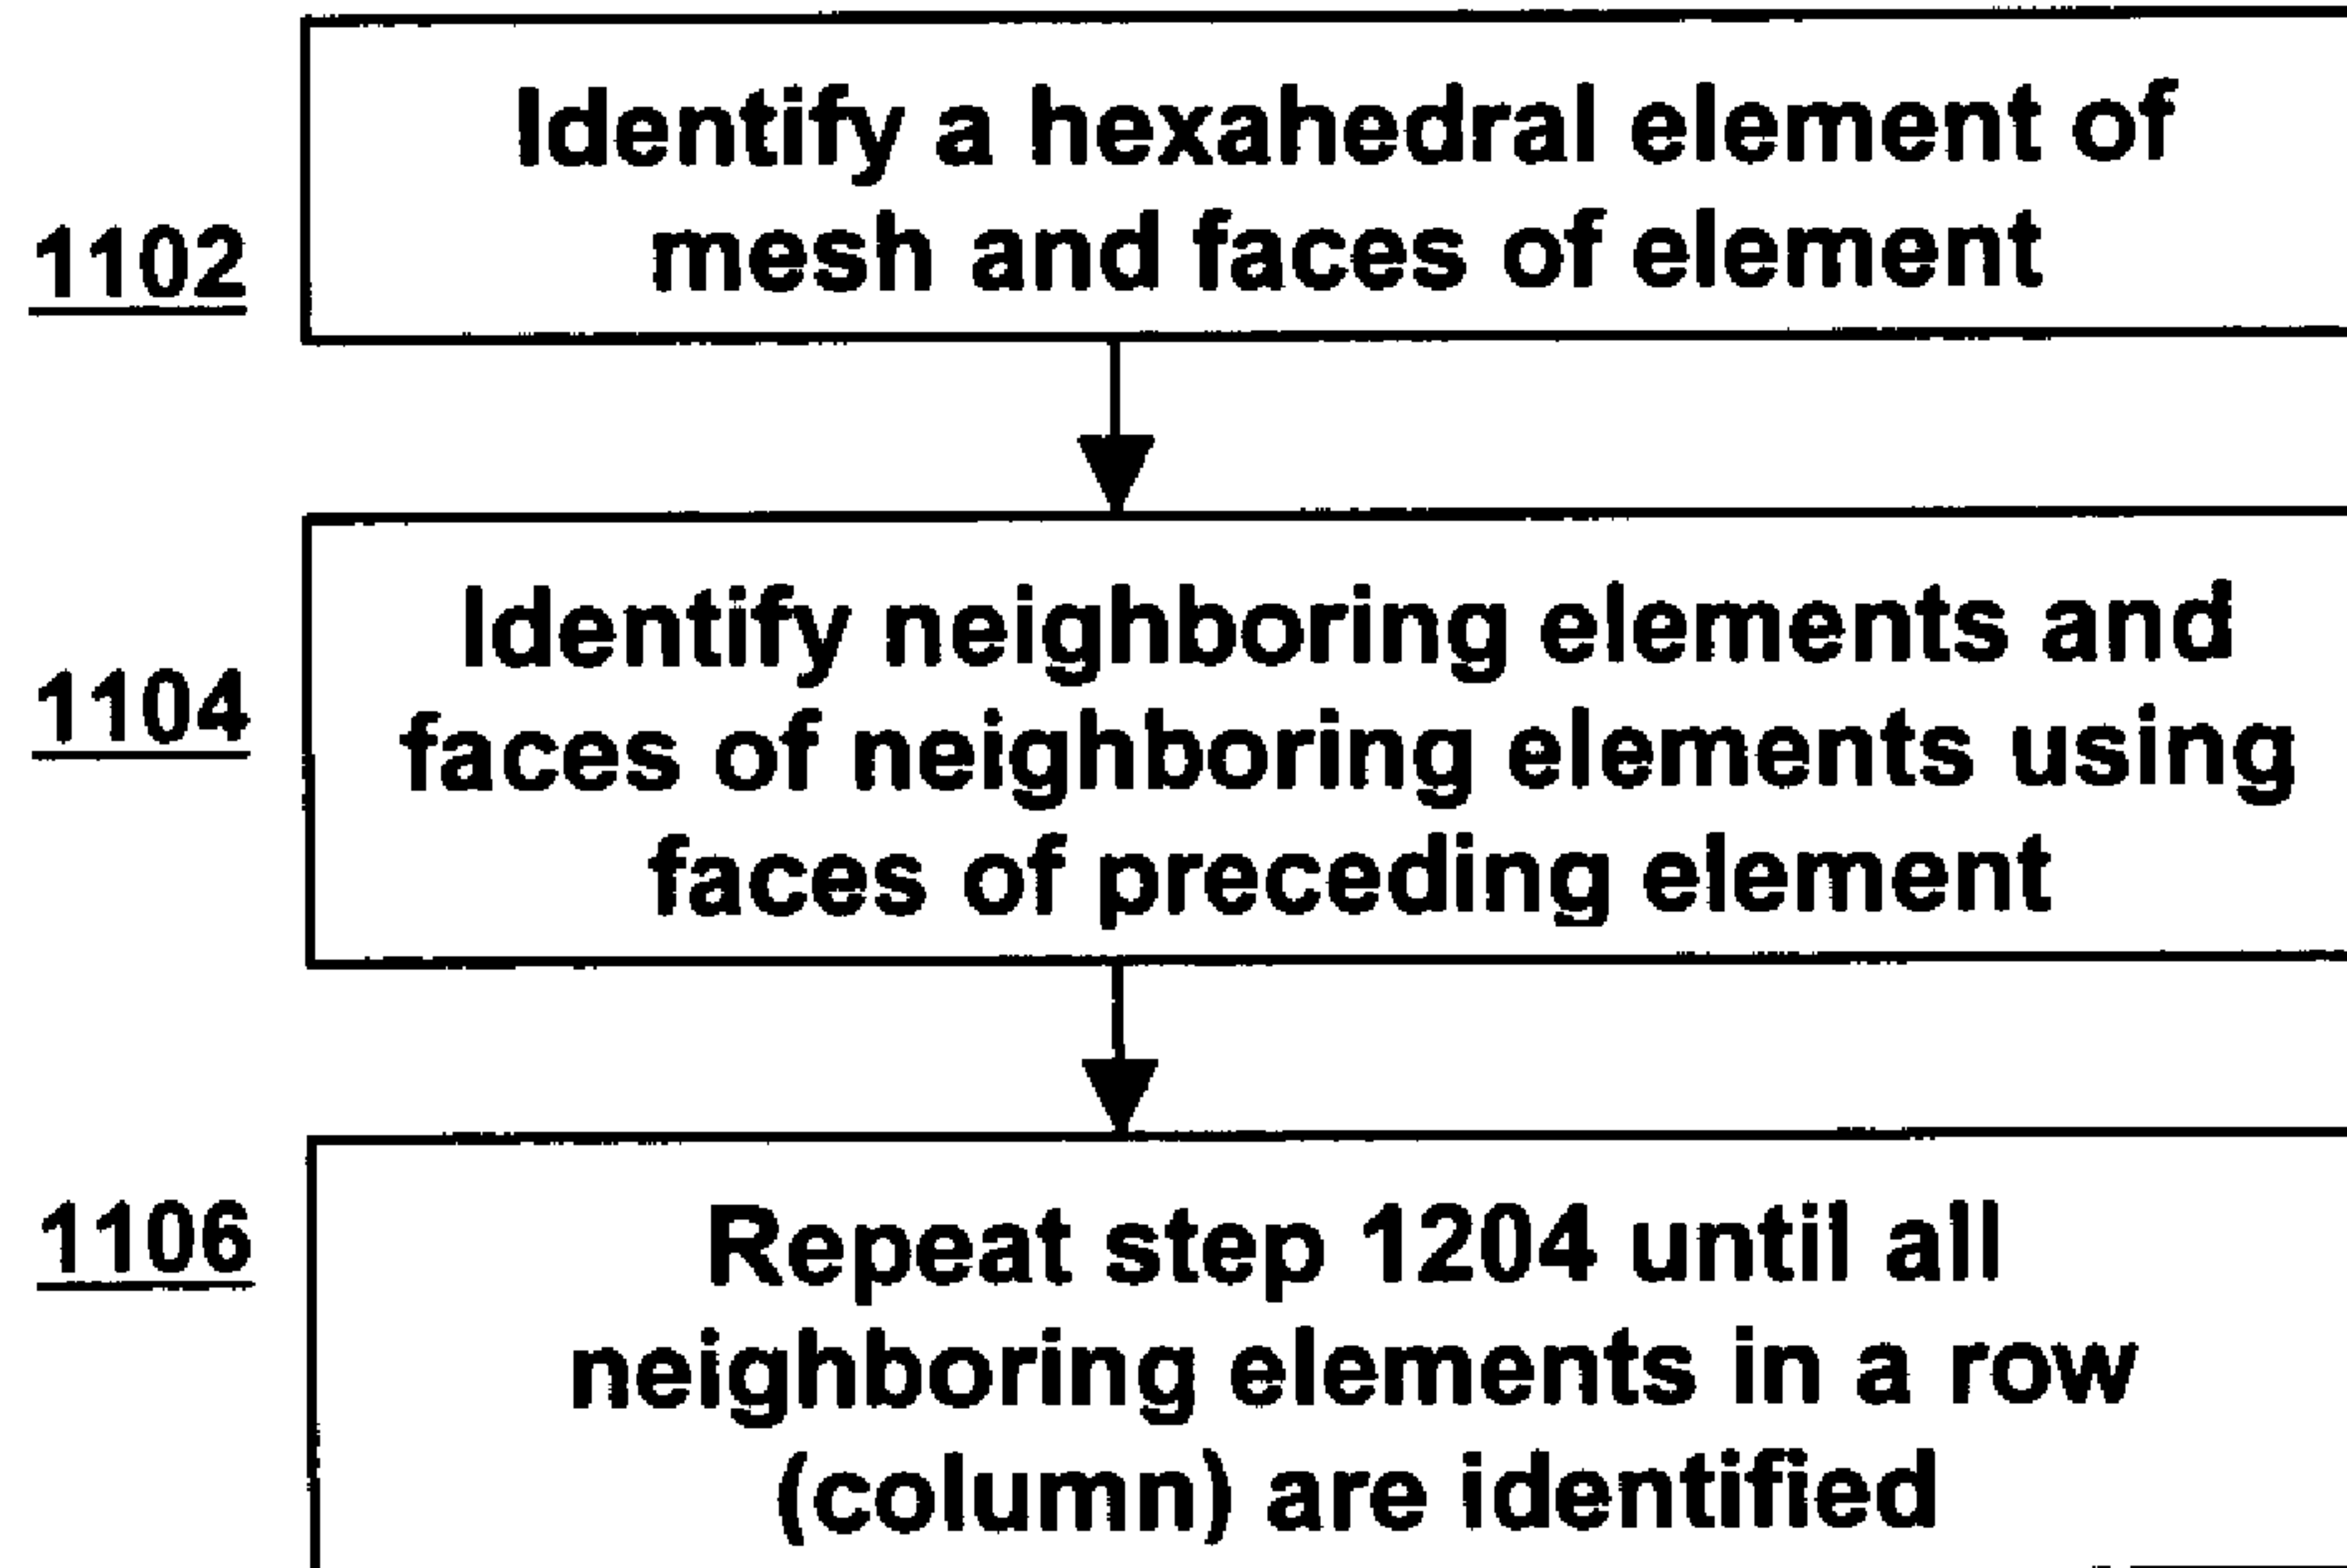 Identify a hexahedral element of
mesh and faces of element
1102
Identify neighboring elements and
faces of neighboring elements using
faces of preceding element
1104
Repeat step 1204 until all
neighboring elements in a row
(column) are identified
1106